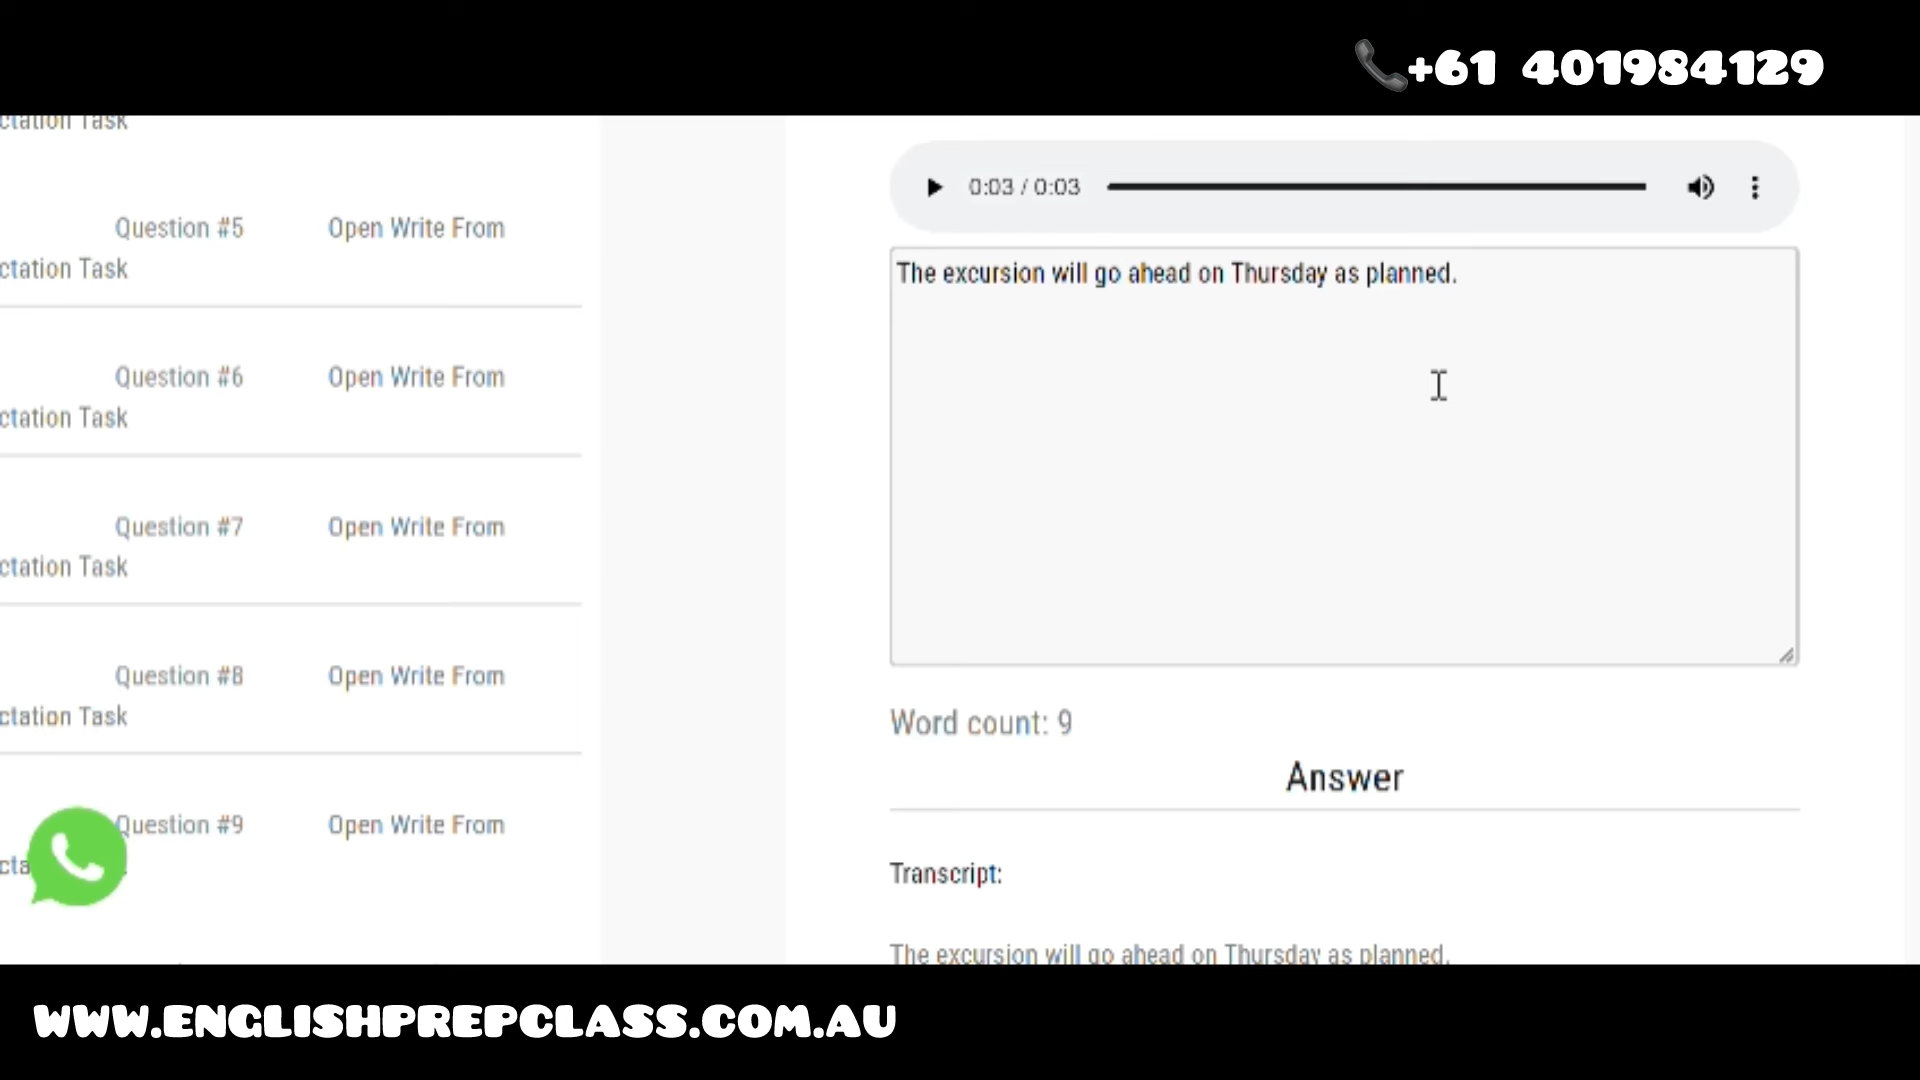 +61 401984129
ctation Task
Question #5 Open Write From
ctation Task
Question #6 Open Write From
ctation Task
Question #7 Open Write From
ctation Task
Question #8 Open Write From
ctation Task
Question #9 Open Write From
cta
0:03 / 0:03
The excursion will go ahead on Thursday as planned.
Word count: 9
Answer
Transcript:
The excursion will go ahead on Thursday as planned.
WWW.ENGLISHPREPCLASS.COM.AU